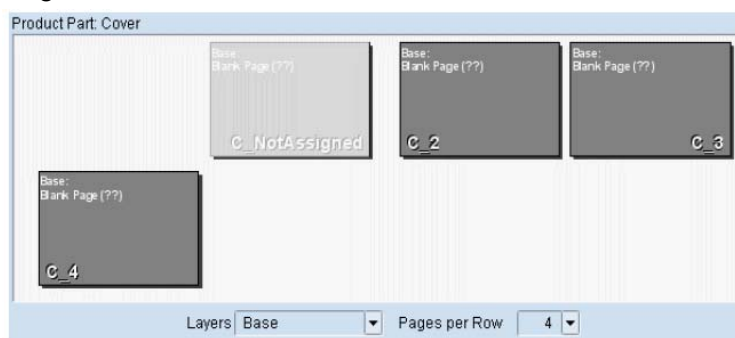 Product Part: Cover
Base:
Blank Page (??)
C_NotAssigned
Base:
Blank Page (??)
C_2
Base:
Blank Page (??)
C_3
Base:
Blank Page (??)
C_4
Layers Base Pages per Row 4